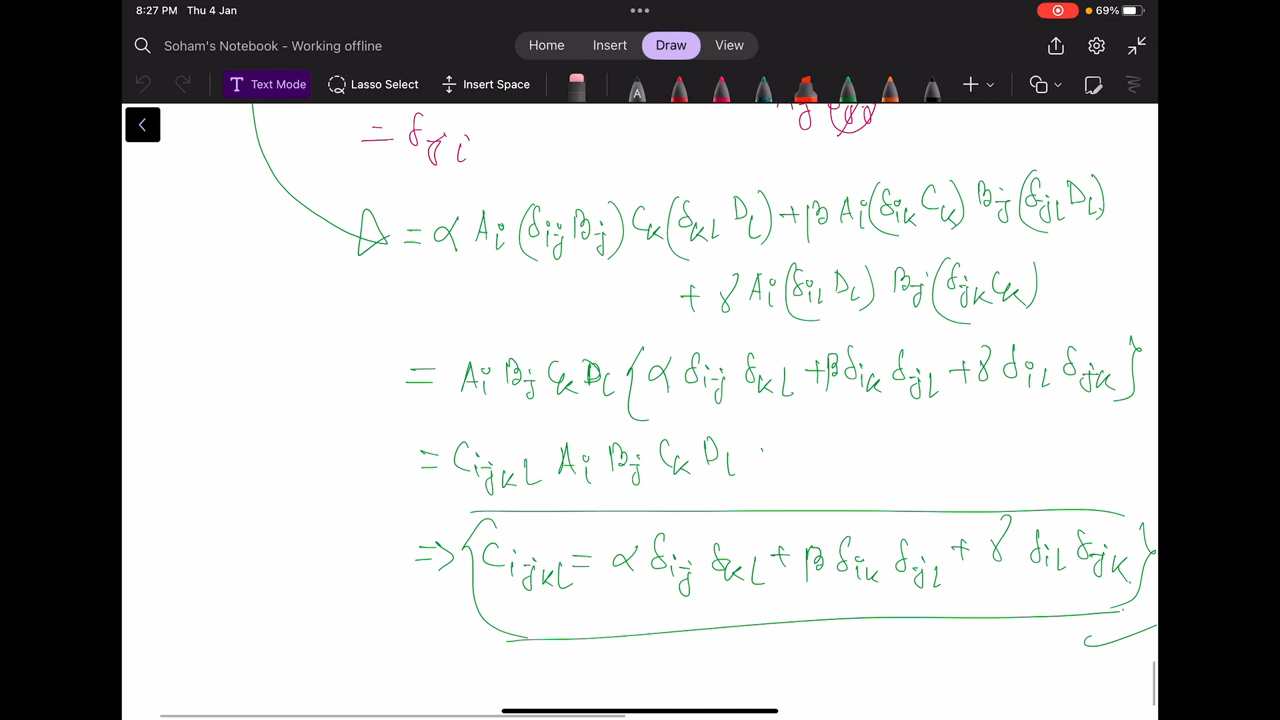 8:27 PM Thu 4 Jan
69%
Soham's Notebook - Working offline
Home Insert Draw View
Text Mode Lasso Select Insert Space
= δji
= α Ai (δij Bj) Ck (δkl Dl) + β Ai (δik Ck) Bj (δjl Dl)
+ γ Ai (δil Dl) Bj (δjk Ck)
= Ai Bj Ck Dl { α δij δkl + β δik δjl + γ δil δjk }
= Cijkl Ai Bj Ck Dl
=> { Cijkl = α δij δkl + β δik δjl + γ δil δjk }